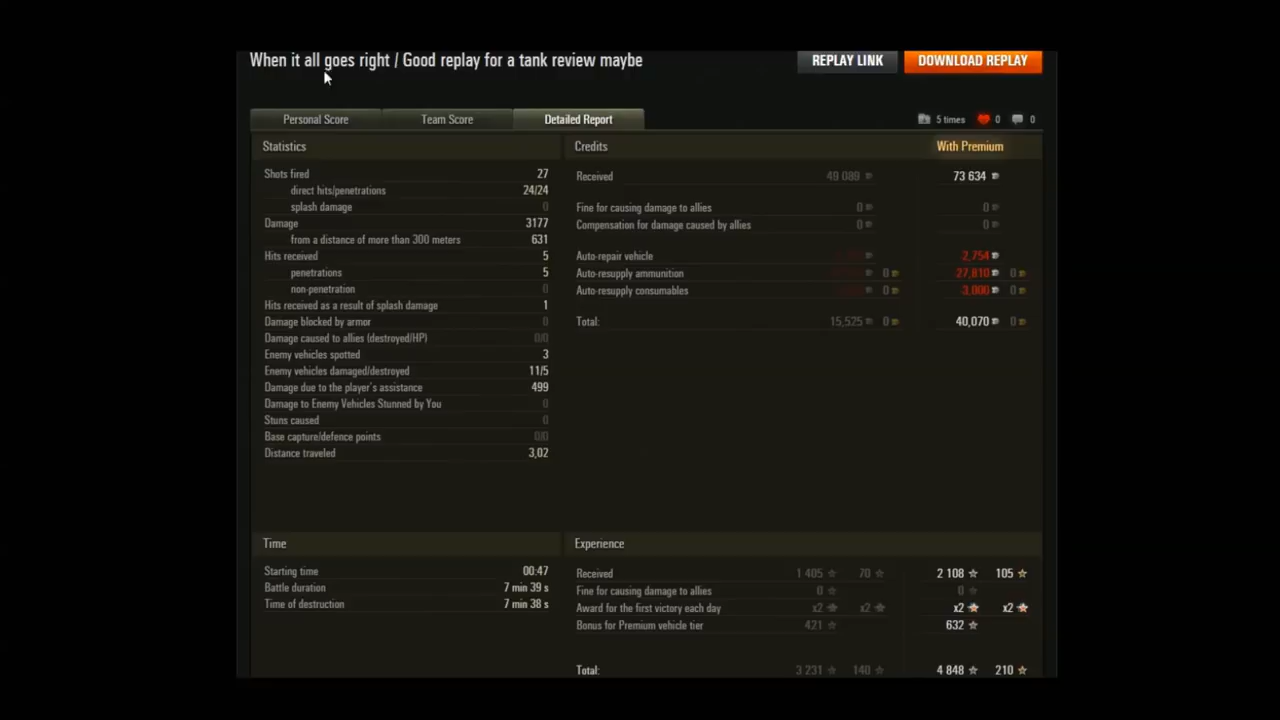 When it all goes right / Good replay for a tank review maybe
REPLAY LINK
DOWNLOAD REPLAY
Personal Score
Team Score
Detailed Report
5 times 0 0
Statistics
Shots fired 27
direct hits/penetrations 24/24
splash damage 0
Damage 3177
from a distance of more than 300 meters 631
Hits received 5
penetrations 5
non-penetration 0
Hits received as a result of splash damage 1
Damage blocked by armor 0
Damage caused to allies (destroyed/HP) 0/0
Enemy vehicles spotted 3
Enemy vehicles damaged/destroyed 11/5
Damage due to the player's assistance 499
Damage to Enemy Vehicles Stunned by You 0
Stuns caused 0
Base capture/defence points 0/0
Distance traveled 3,02
Credits With Premium
Received 49 089 73 634
Fine for causing damage to allies 0 0
Compensation for damage caused by allies 0 0
Auto-repair vehicle 2,754
Auto-resupply ammunition 0 27,810 0
Auto-resupply consumables 0 3,000 0
Total: 15,525 0 40,070 0
Time
Starting time 00:47
Battle duration 7 min 39 s
Time of destruction 7 min 38 s
Experience
Received 1 405 70 2 108 105
Fine for causing damage to allies 0 0
Award for the first victory each day x2 x2 x2 x2
Bonus for Premium vehicle tier 421 632
Total: 3 231 140 4 848 210